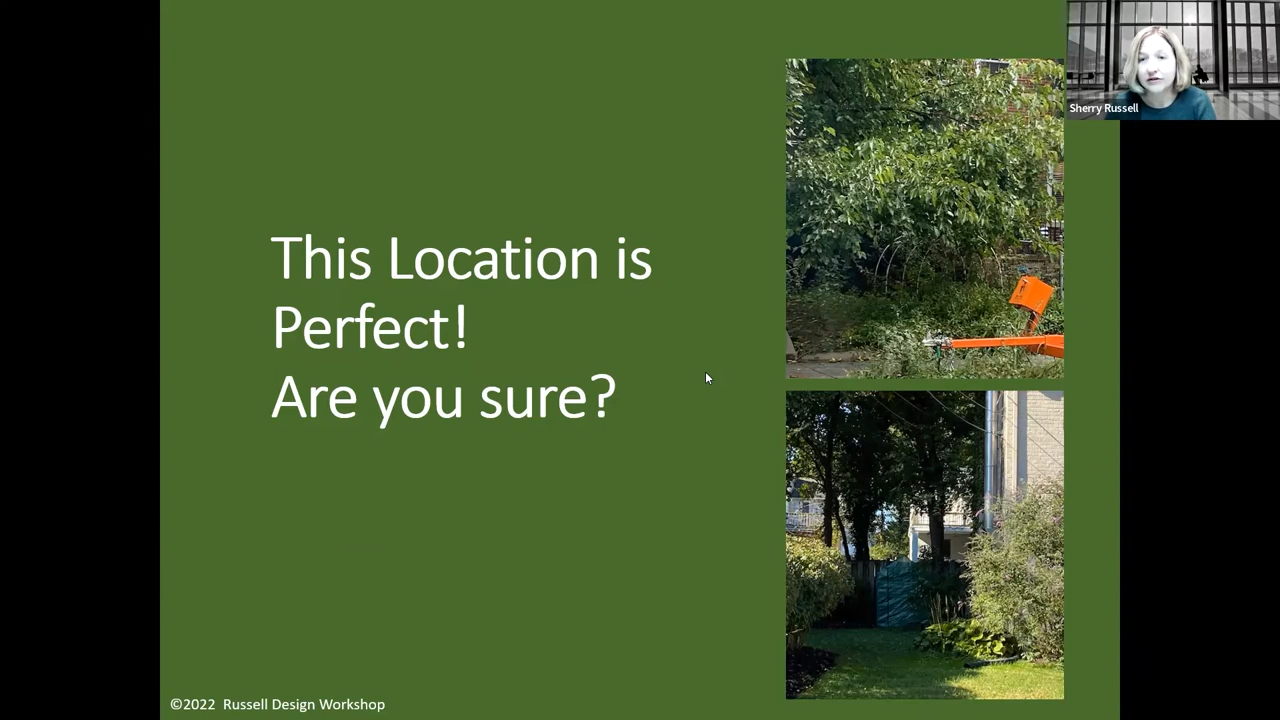 Sherry Russell
This Location is
Perfect!
Are you sure?
©2022 Russell Design Workshop